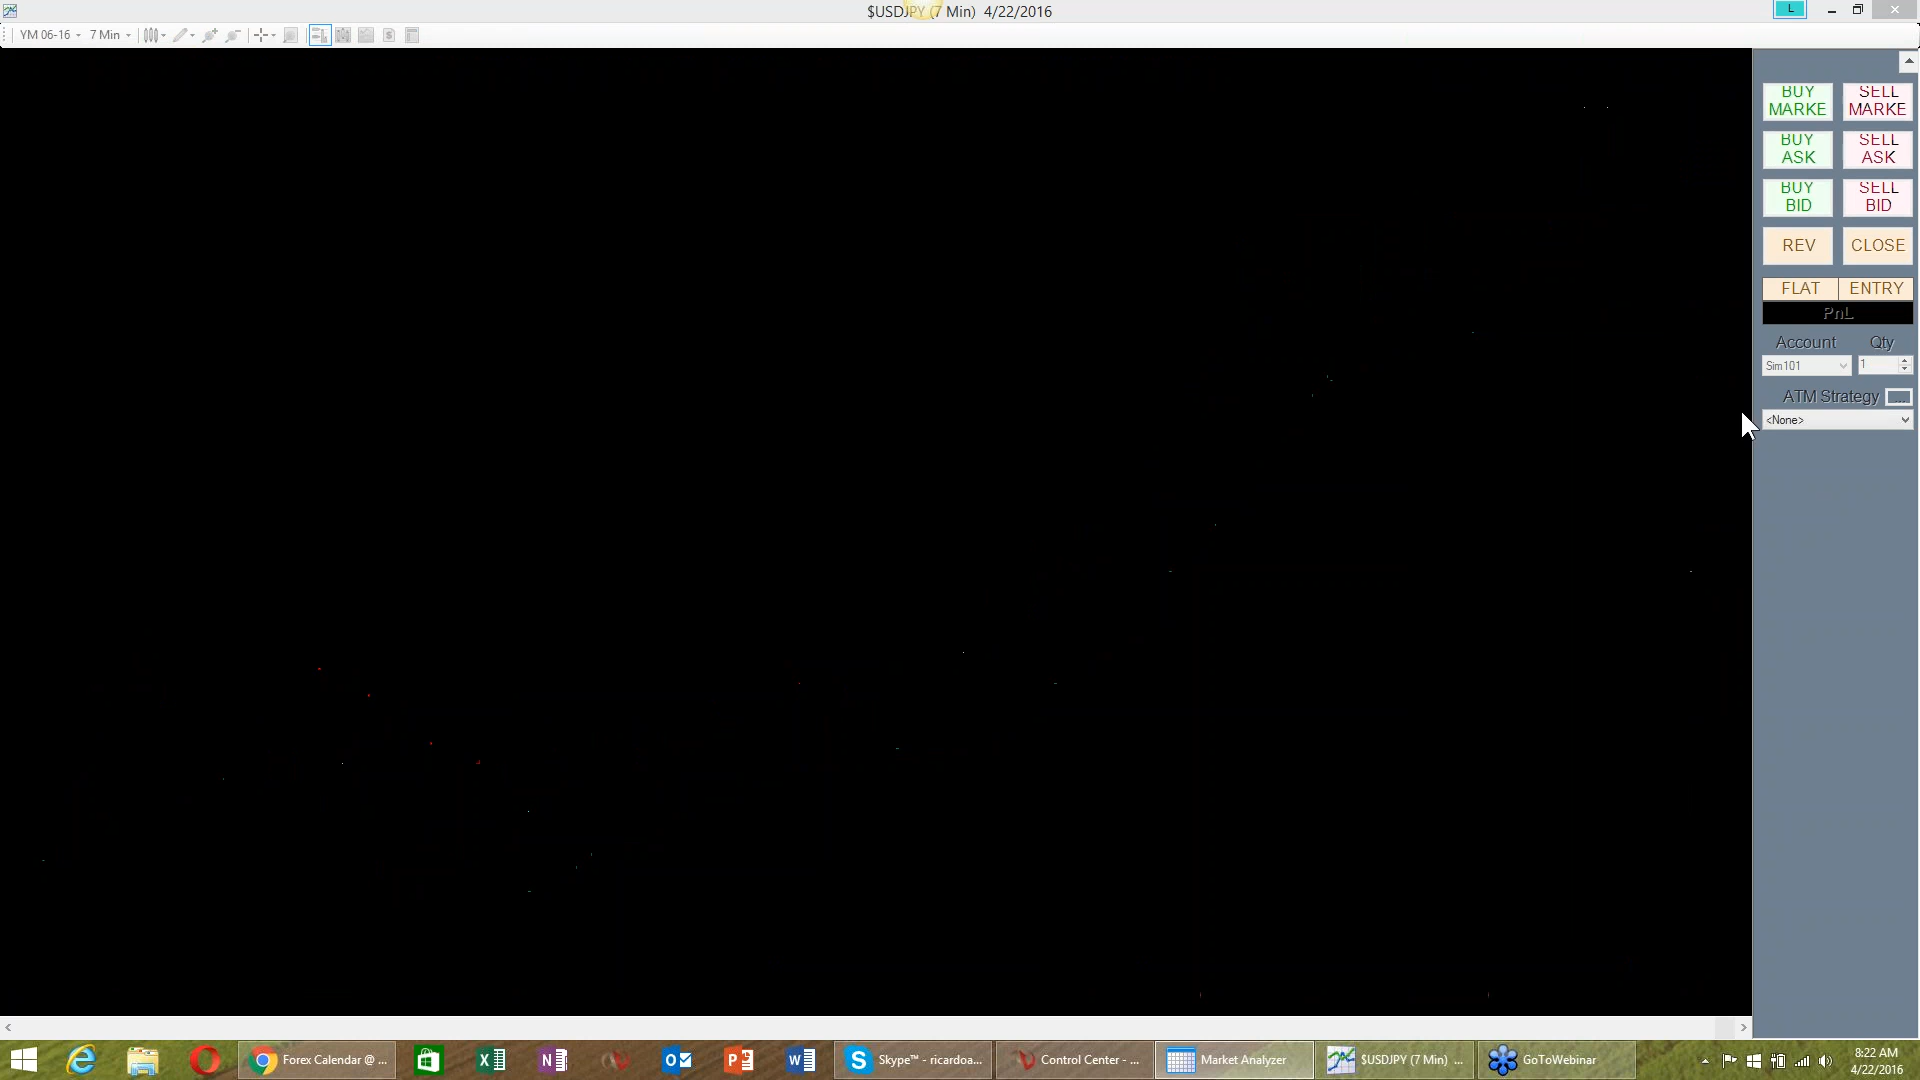 $USDJPY (7 Min) 4/22/2016
L
YM 06-16 7 Min
BUY MARKE
SELL MARKE
BUY ASK
SELL ASK
BUY BID
SELL BID
REV CLOSE
FLAT ENTRY
PnL
Account Qty
Sim101 1
ATM Strategy ...
<None>
Forex Calendar @ ...
Skype™ - ricardoa...
Control Center - ...
Market Analyzer
$USDJPY (7 Min) ...
GoToWebinar
8:22 AM
4/22/2016